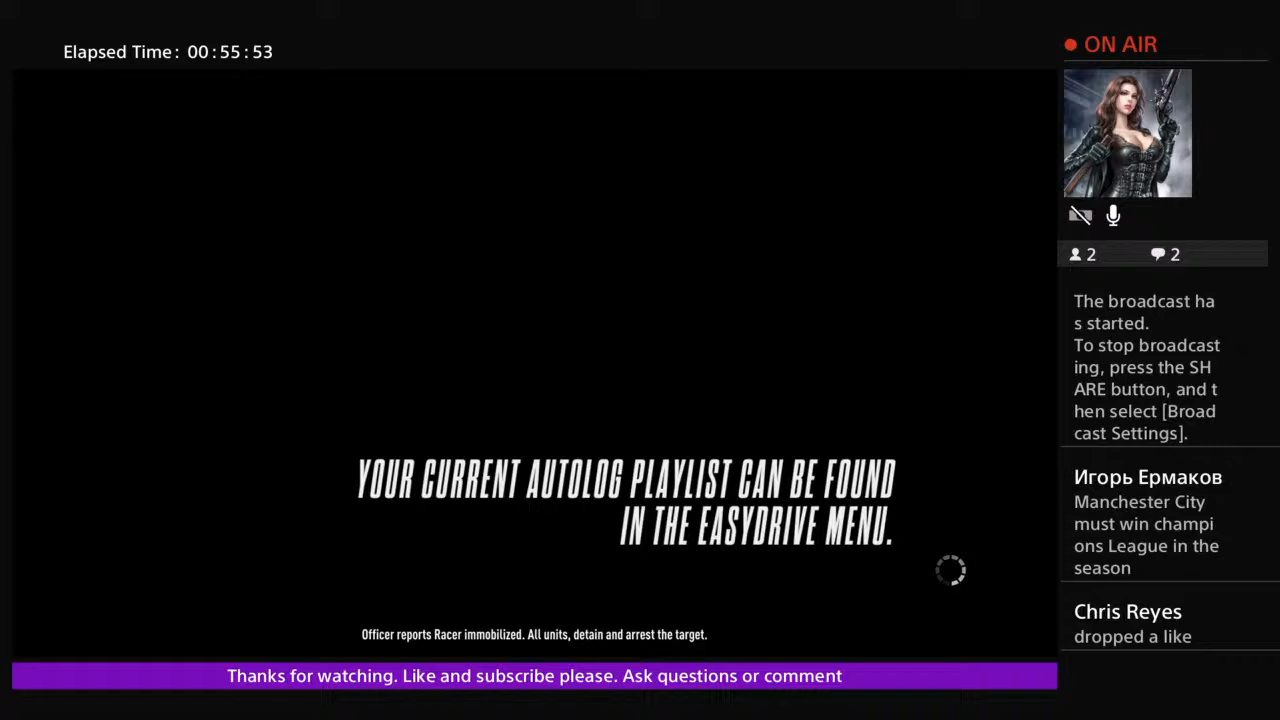 Elapsed Time: 00:55:53
ON AIR
2
2
The broadcast ha
s started.
To stop broadcast
ing, press the SH
ARE button, and t
hen select [Broad
cast Settings].
Игорь Ермаков
Manchester City
must win champi
ons League in the
season
Chris Reyes
dropped a like
YOUR CURRENT AUTOLOG PLAYLIST CAN BE FOUND
IN THE EASYDRIVE MENU.
Officer reports Racer immobilized. All units, detain and arrest the target.
Thanks for watching. Like and subscribe please. Ask questions or comment